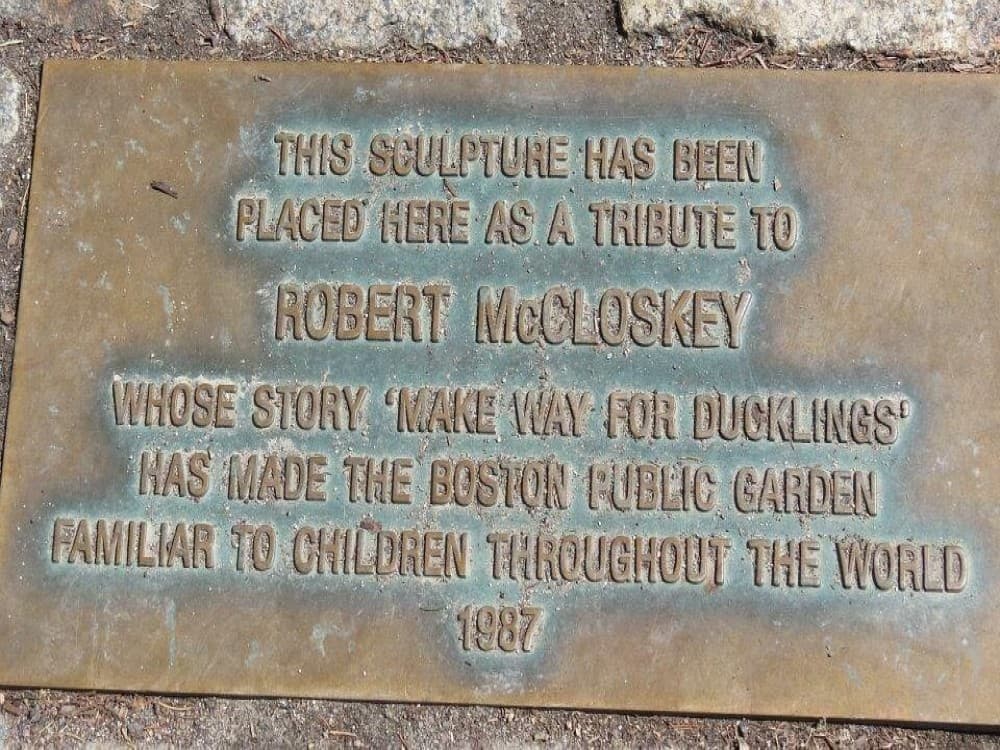 THIS SCULPTURE HAS BEEN
PLACED HERE AS A TRIBUTE TO
ROBERT McCLOSKEY
WHOSE STORY 'MAKE WAY FOR DUCKLINGS'
HAS MADE THE BOSTON PUBLIC GARDEN
FAMILIAR TO CHILDREN THROUGHOUT THE WORLD
1987